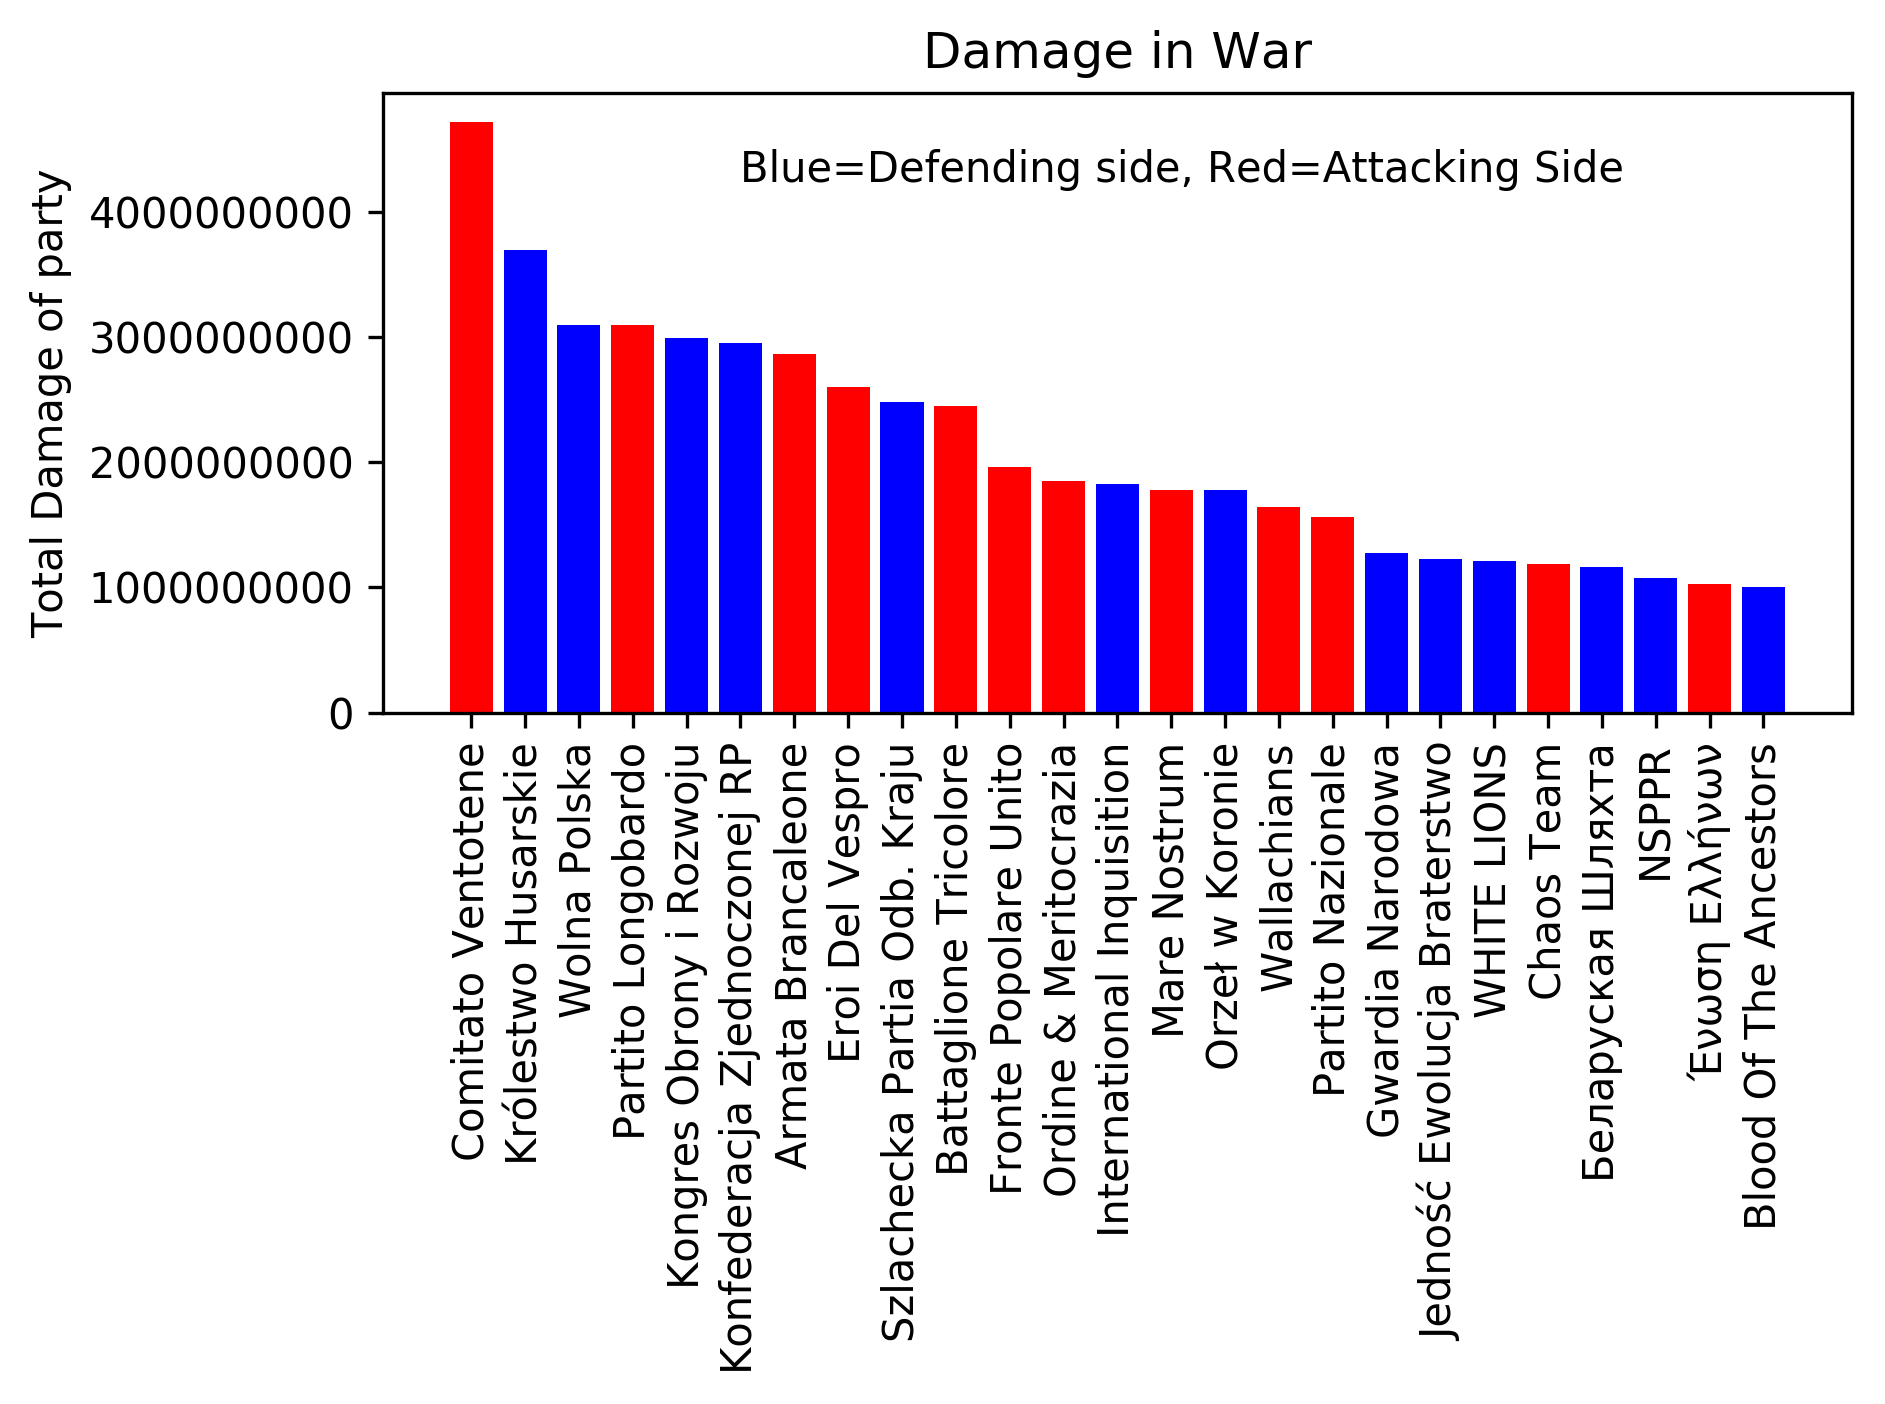 Damage in War
Blue=Defending side, Red=Attacking Side
Total Damage of party
4000000000
3000000000
2000000000
1000000000
0
Comitato Ventotene
Królestwo Husarskie
Wolna Polska
Partito Longobardo
Kongres Obrony i Rozwoju
Konfederacja Zjednoczonej RP
Armata Brancaleone
Eroi Del Vespro
Szlachecka Partia Odb. Kraju
Battaglione Tricolore
Fronte Popolare Unito
Ordine & Meritocrazia
International Inquisition
Mare Nostrum
Orzeł w Koronie
Wallachians
Partito Nazionale
Gwardia Narodowa
Jedność Ewolucja Braterstwo
WHITE LIONS
Chaos Team
Беларуская Шляхта
NSPPR
Ένωση Ελλήνων
Blood Of The Ancestors